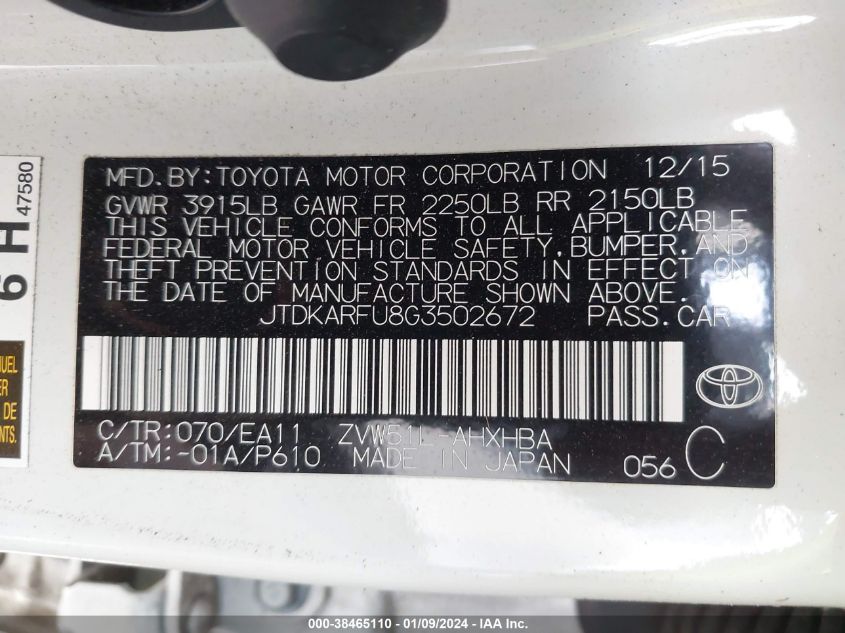 MFD.BY:TOYOTA MOTOR CORPORATION 12/15
GVWR 3915LB GAWR FR 2250LB RR 2150LB
THIS VEHICLE CONFORMS TO ALL APPLICABLE
FEDERAL MOTOR VEHICLE SAFETY,BUMPER,AND
THEFT PREVENTION STANDARDS IN EFFECT ON
THE DATE OF MANUFACTURE SHOWN ABOVE.
JTDKARFU8G3502672 PASS.CAR
C/TR:070/EA11 ZVW51L-AHXHBA
A/TM:-01A/P610 MADE IN JAPAN 056 C
6 H
47580
DE
000-38465110 - 01/09/2024 - IAA Inc.